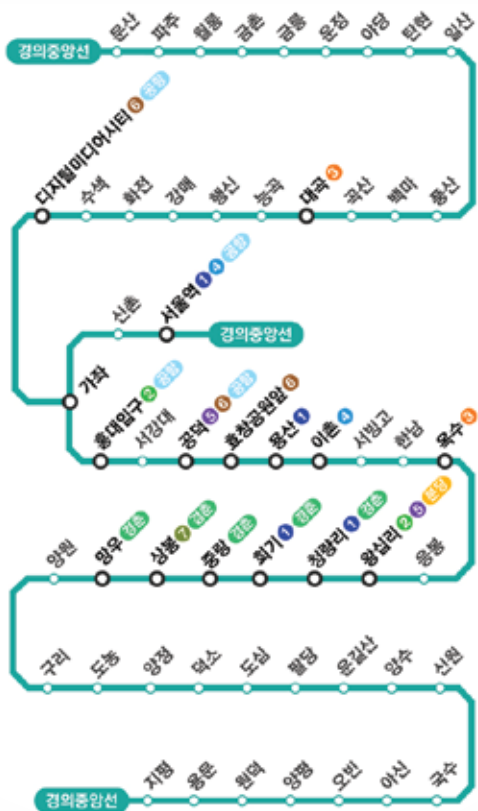 경의중앙선 문산 파주 월롱 금촌 금릉 운정 야당 탄현 일산
디지털미디어시티 6 공항 수색 화전 강매 행신 능곡 대곡 3 곡산 백마 풍산
신촌 서울역 1 4 공항 경의중앙선
가좌
홍대입구 2 공항 서강대 공덕 5 6 공항 효창공원앞 6 용산 1 이촌 4 서빙고 한남 옥수 3
양원 망우 경춘 상봉 7 경춘 중랑 경춘 회기 1 경춘 청량리 1 경춘 왕십리 2 5 분당 응봉
구리 도농 양정 덕소 도심 팔당 운길산 양수 신원
경의중앙선 지평 용문 원덕 양평 오빈 아신 국수